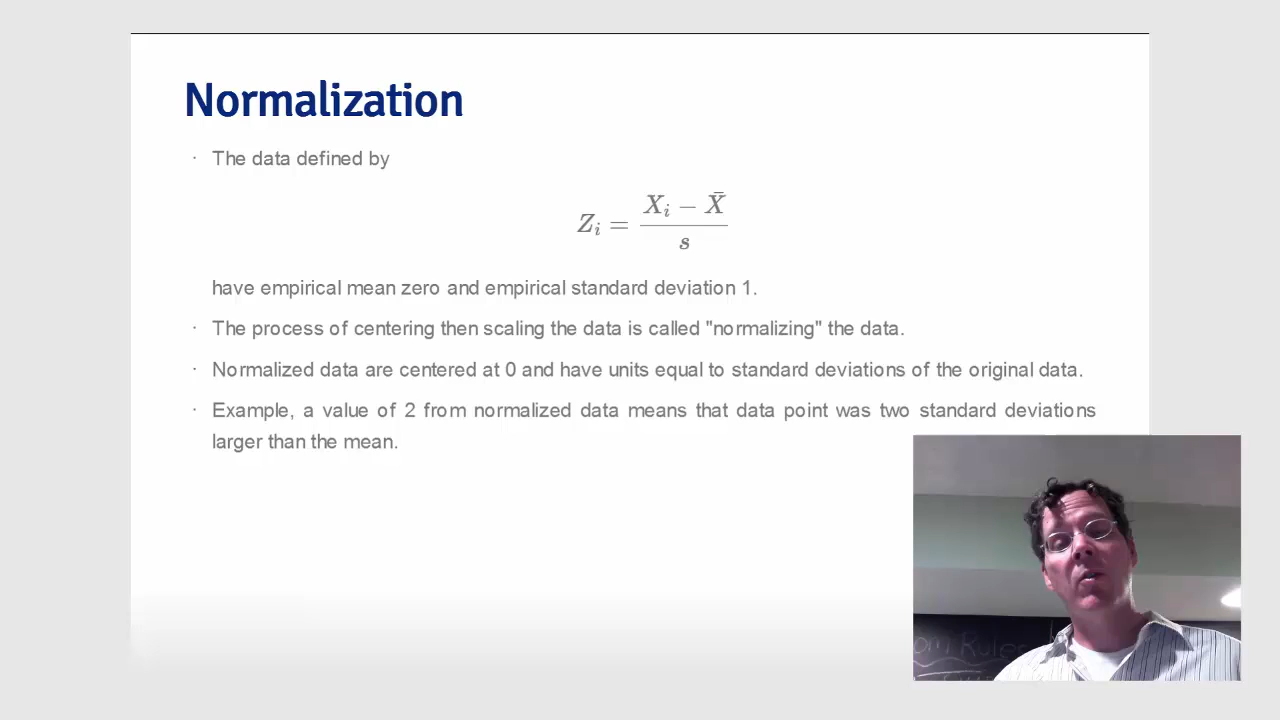 Normalization
· The data defined by
Z_i = (X_i − X̄) / s
have empirical mean zero and empirical standard deviation 1.
· The process of centering then scaling the data is called "normalizing" the data.
· Normalized data are centered at 0 and have units equal to standard deviations of the original data.
· Example, a value of 2 from normalized data means that data point was two standard deviations
larger than the mean.
om Rules